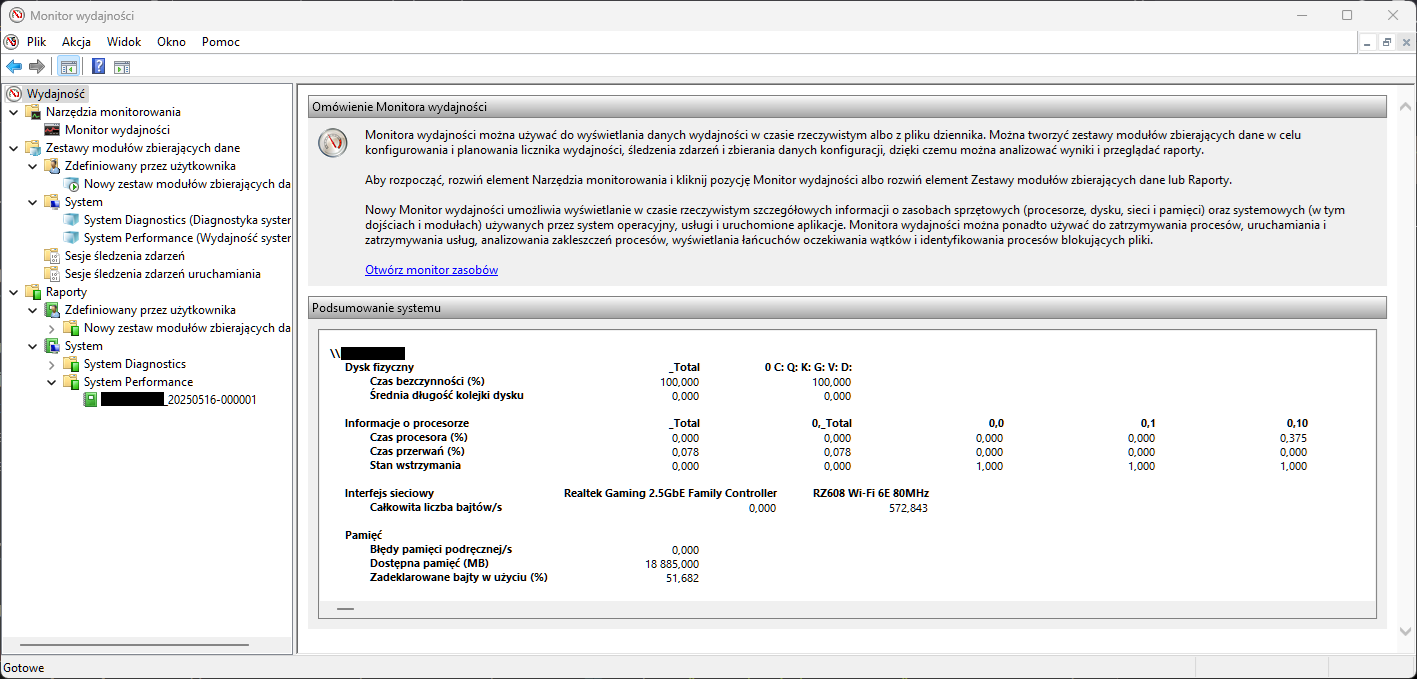 Monitor wydajności
Plik Akcja Widok Okno Pomoc
Wydajność
Narzędzia monitorowania
Monitor wydajności
Zestawy modułów zbierających dane
Zdefiniowany przez użytkownika
Nowy zestaw modułów zbierających da
System
System Diagnostics (Diagnostyka system
System Performance (Wydajność system
Sesje śledzenia zdarzeń
Sesje śledzenia zdarzeń uruchamiania
Raporty
Zdefiniowany przez użytkownika
Nowy zestaw modułów zbierających da
System
System Diagnostics
System Performance
_20250516-000001
Omówienie Monitora wydajności
Monitora wydajności można używać do wyświetlania danych wydajności w czasie rzeczywistym albo z pliku dziennika. Można tworzyć zestawy modułów zbierających dane w celu
konfigurowania i planowania licznika wydajności, śledzenia zdarzeń i zbierania danych konfiguracji, dzięki czemu można analizować wyniki i przeglądać raporty.
Aby rozpocząć, rozwiń element Narzędzia monitorowania i kliknij pozycję Monitor wydajności albo rozwiń element Zestawy modułów zbierających dane lub Raporty.
Nowy Monitor wydajności umożliwia wyświetlanie w czasie rzeczywistym szczegółowych informacji o zasobach sprzętowych (procesorze, dysku, sieci i pamięci) oraz systemowych (w tym
dojściach i modułach) używanych przez system operacyjny, usługi i uruchomione aplikacje. Monitora wydajności można ponadto używać do zatrzymywania procesów, uruchamiania i
zatrzymywania usług, analizowania zakleszczeń procesów, wyświetlania łańcuchów oczekiwania wątków i identyfikowania procesów blokujących pliki.
Otwórz monitor zasobów
Podsumowanie systemu
\\
Dysk fizyczny _Total 0 C: Q: K: G: V: D:
Czas bezczynności (%) 100,000 100,000
Średnia długość kolejki dysku 0,000 0,000
Informacje o procesorze _Total 0,_Total 0,0 0,1 0,10
Czas procesora (%) 0,000 0,000 0,000 0,000 0,375
Czas przerwań (%) 0,078 0,078 0,000 0,000 0,000
Stan wstrzymania 0,000 0,000 1,000 1,000 1,000
Interfejs sieciowy Realtek Gaming 2.5GbE Family Controller RZ608 Wi-Fi 6E 80MHz
Całkowita liczba bajtów/s 0,000 572,843
Pamięć
Błędy pamięci podręcznej/s 0,000
Dostępna pamięć (MB) 18 885,000
Zadeklarowane bajty w użyciu (%) 51,682
Gotowe